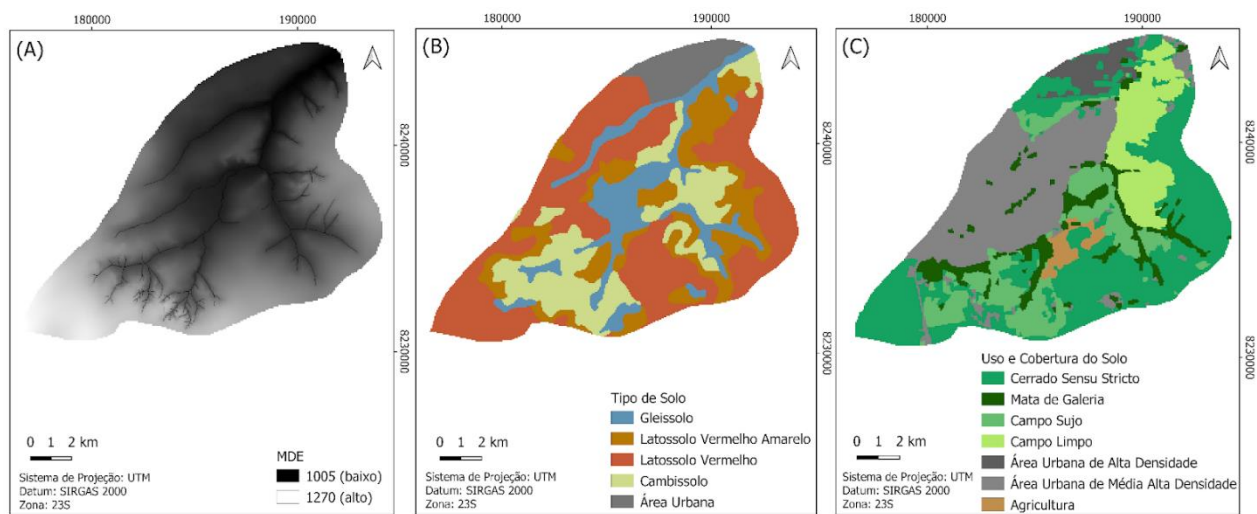 180000
190000
(A)
8240000
8230000
0 1 2 km
MDE
1005 (baixo)
1270 (alto)
Sistema de Projeção: UTM
Datum: SIRGAS 2000
Zona: 23S
180000
190000
(B)
8240000
8230000
Tipo de Solo
Gleissolo
Latossolo Vermelho Amarelo
Latossolo Vermelho
Cambissolo
Área Urbana
0 1 2 km
Sistema de Projeção: UTM
Datum: SIRGAS 2000
Zona: 23S
180000
190000
(C)
8240000
8230000
Uso e Cobertura do Solo
Cerrado Sensu Stricto
Mata de Galeria
Campo Sujo
Campo Limpo
Área Urbana de Alta Densidade
Área Urbana de Média Alta Densidade
Agricultura
0 1 2 km
Sistema de Projeção: UTM
Datum: SIRGAS 2000
Zona: 23S